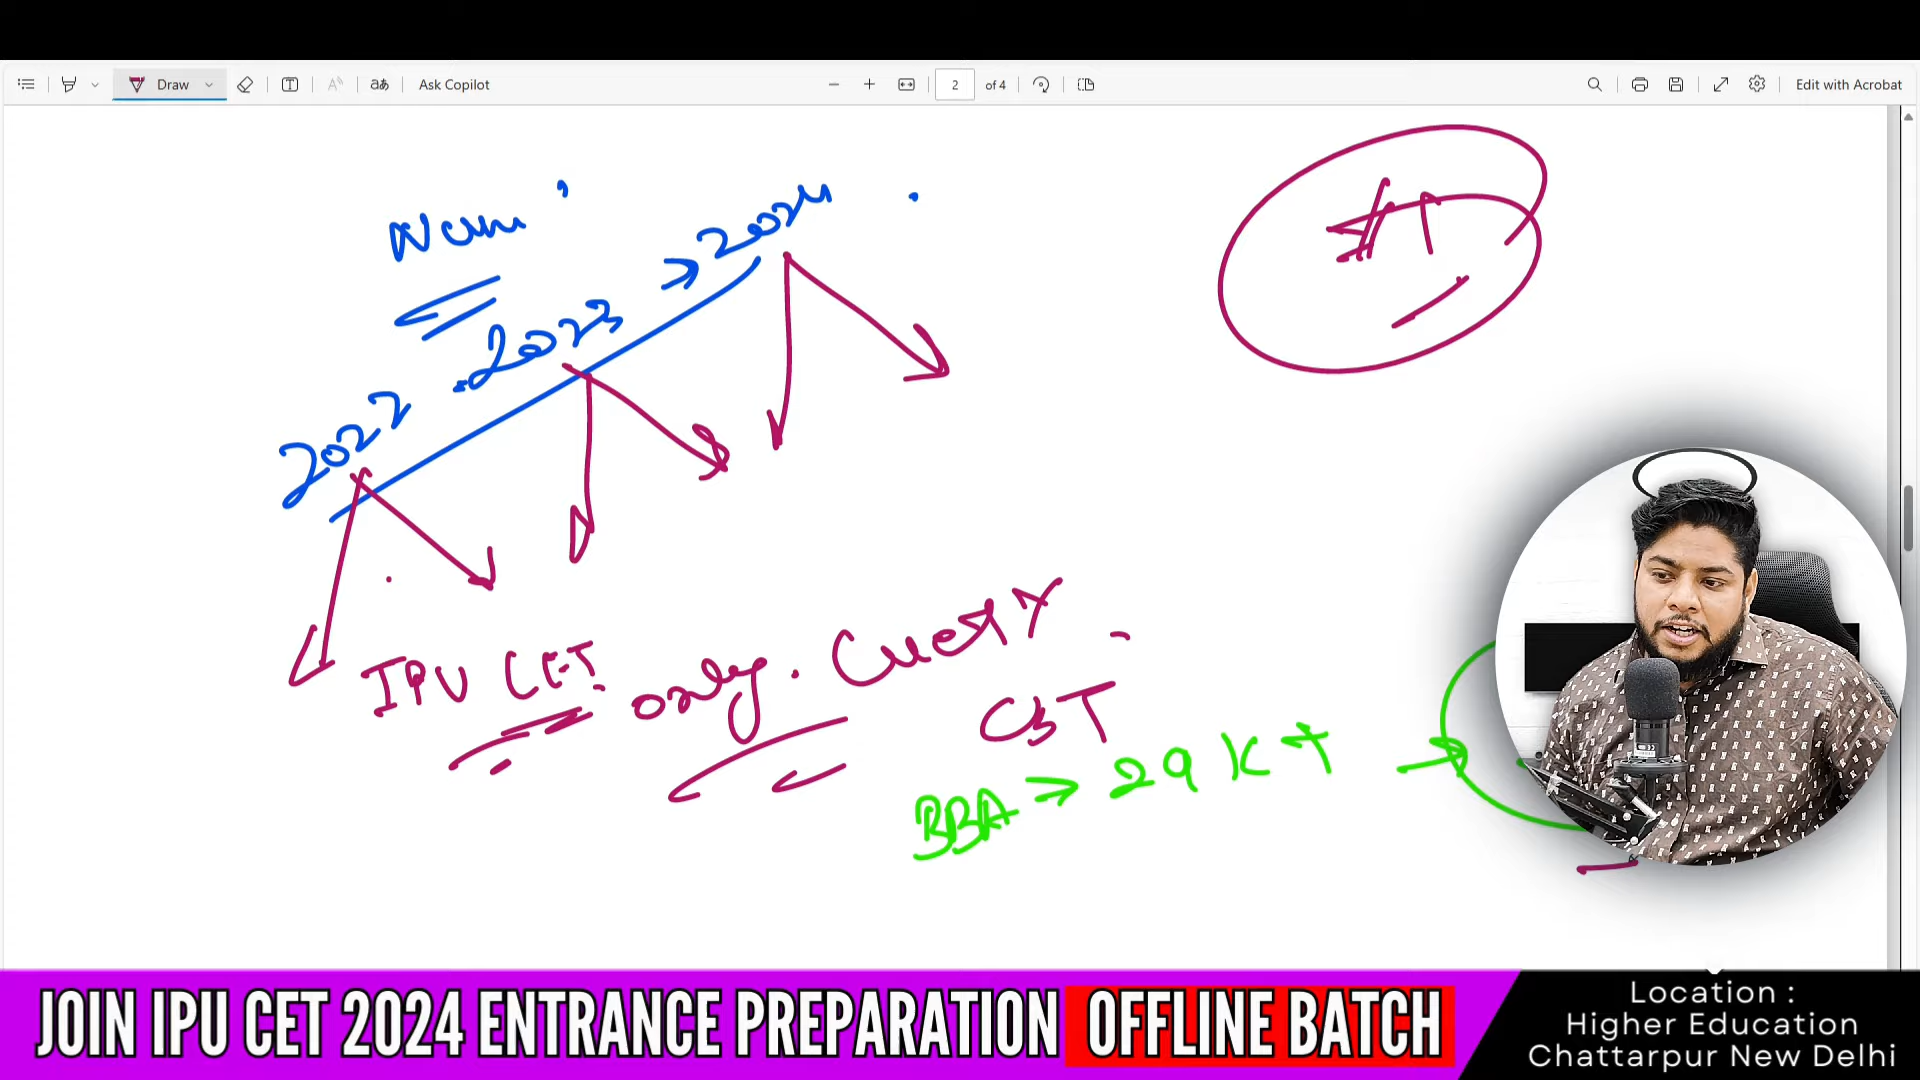 Draw
Ask Copilot
2 of 4
Edit with Acrobat
2024
2023
2022
IPU CET only. CUET X
CBT
BBA → 29 K +
JOIN IPU CET 2024 ENTRANCE PREPARATION OFFLINE BATCH
Location :
Higher Education
Chattarpur New Delhi